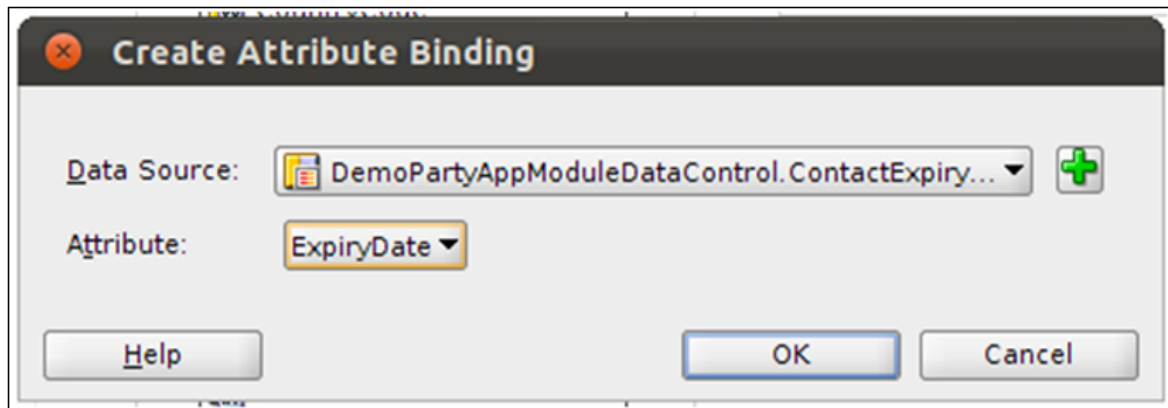 Create Attribute Binding
Data Source: DemoPartyAppModuleDataControl.ContactExpiry...
Attribute: ExpiryDate
Help OK Cancel